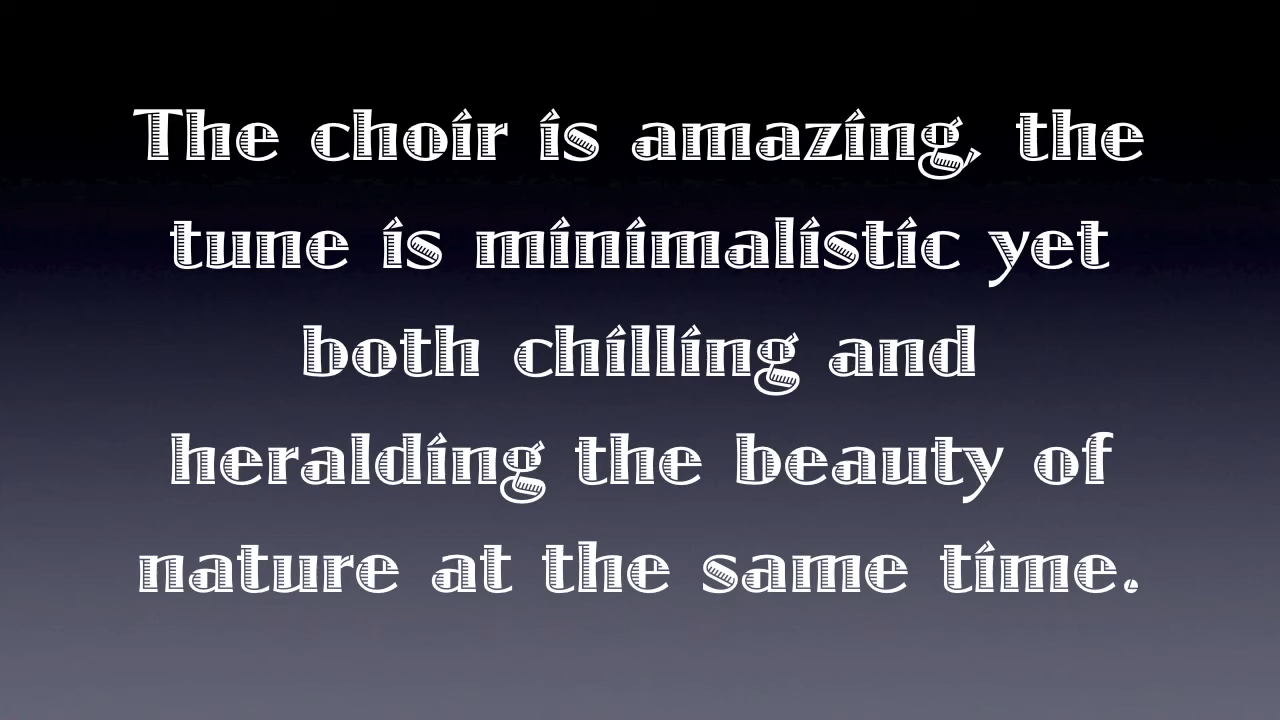 The choir is amazing, the
tune is minimalistic yet
both chilling and
heralding the beauty of
nature at the same time.